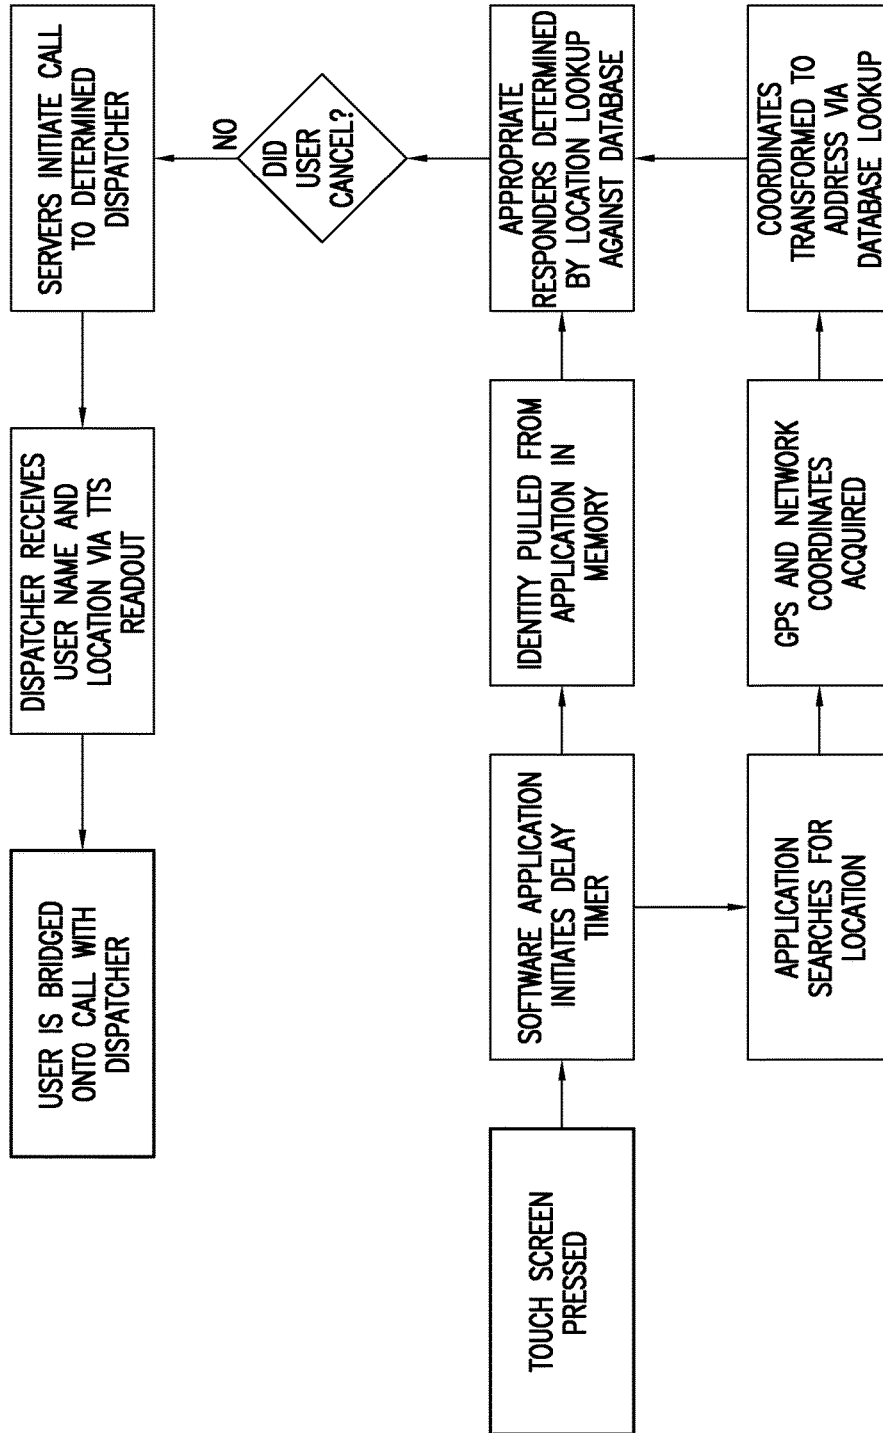 TOUCH SCREEN
PRESSED
SOFTWARE APPLICATION
INITIATES DELAY
TIMER
IDENTITY PULLED FROM
APPLICATION IN
MEMORY
APPLICATION
SEARCHES FOR
LOCATION
GPS AND NETWORK
COORDINATES
ACQUIRED
COORDINATES
TRANSFORMED TO
ADDRESS VIA
DATABASE LOOKUP
APPROPRIATE
RESPONDERS DETERMINED
BY LOCATION LOOKUP
AGAINST DATABASE
DID
USER
CANCEL?
NO
SERVERS INITIATE CALL
TO DETERMINED
DISPATCHER
DISPATCHER RECEIVES
USER NAME AND
LOCATION VIA TTS
READOUT
USER IS BRIDGED
ONTO CALL WITH
DISPATCHER